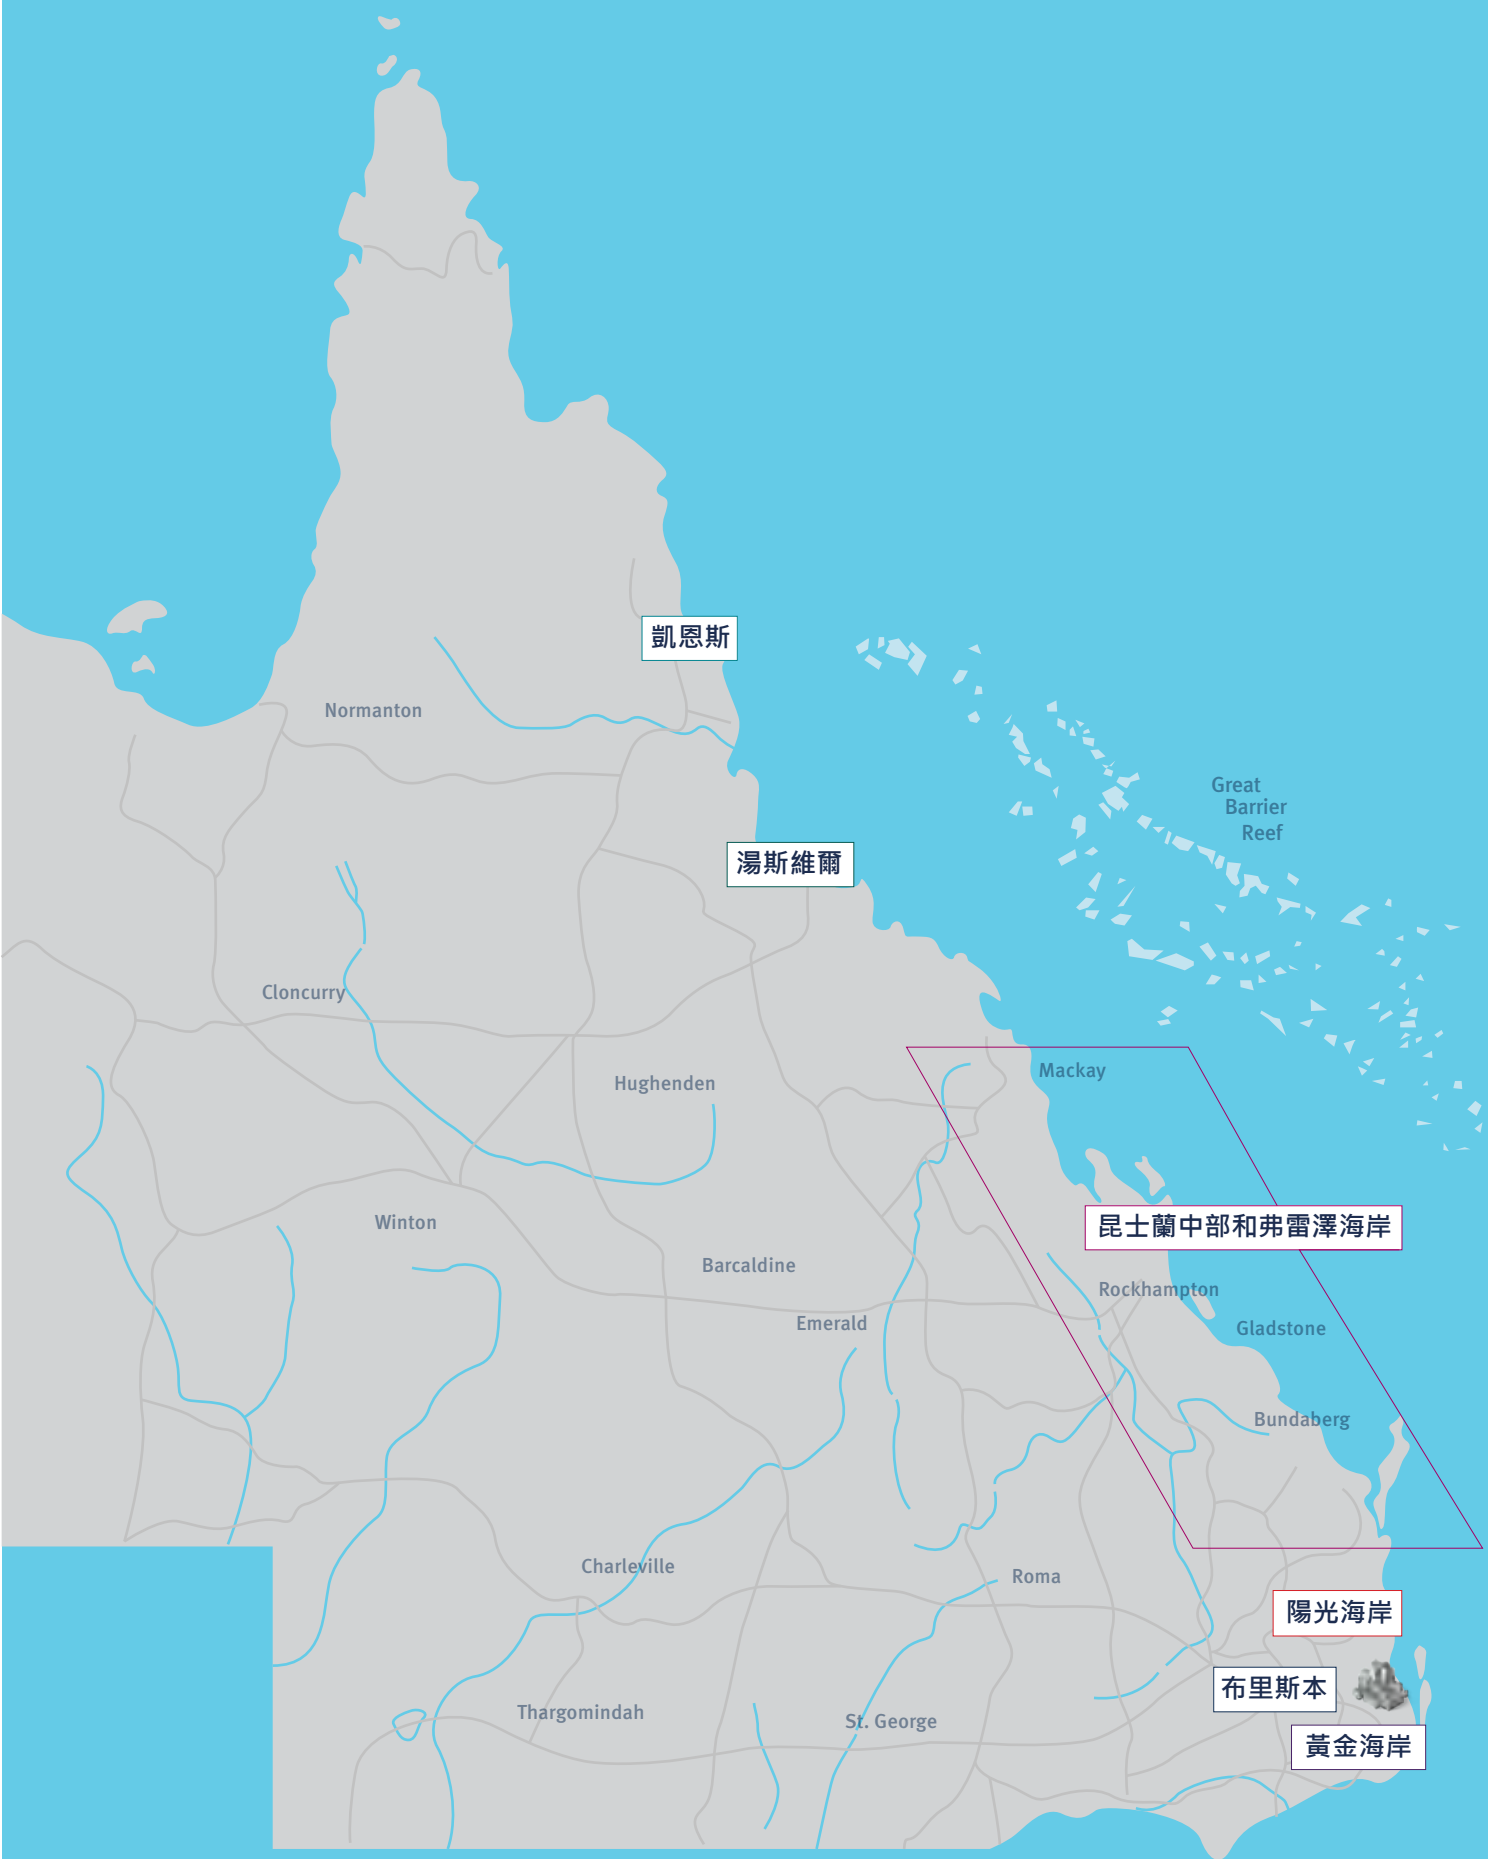 凱恩斯
Normanton
Great
Barrier
Reef
湯斯維爾
Cloncurry
Mackay
Hughenden
Winton
昆士蘭中部和弗雷澤海岸
Barcaldine
Rockhampton
Emerald
Gladstone
Bundaberg
Charleville
Roma
陽光海岸
布里斯本
Thargomindah
St. George
黃金海岸